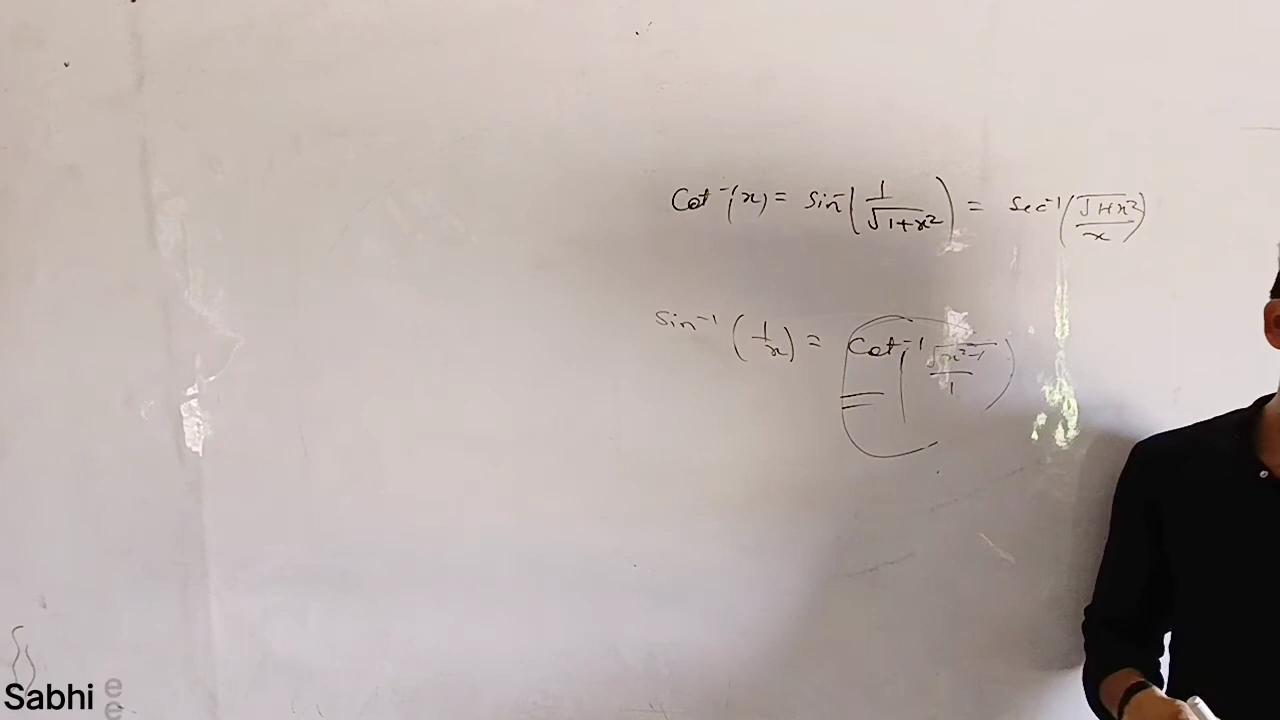 Cot⁻¹(x) = Sin⁻¹(1/√1+x²) = Sec⁻¹(√1+x²/x)
Sin⁻¹(1/x) = Cot⁻¹(√x²-1/1)
Sabhi